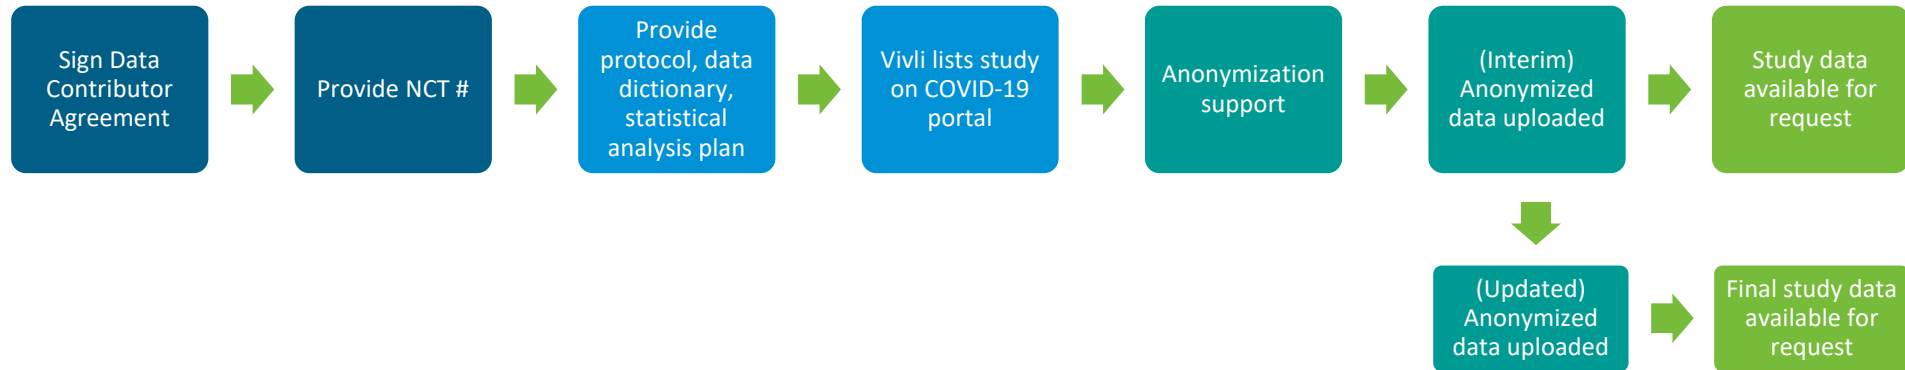 Sign Data
Contributor
Agreement
Provide NCT #
Provide
protocol, data
dictionary,
statistical
analysis plan
Vivli lists study
on COVID-19
portal
Anonymization
support
(Interim)
Anonymized
data uploaded
Study data
available for
request
(Updated)
Anonymized
data uploaded
Final study data
available for
request